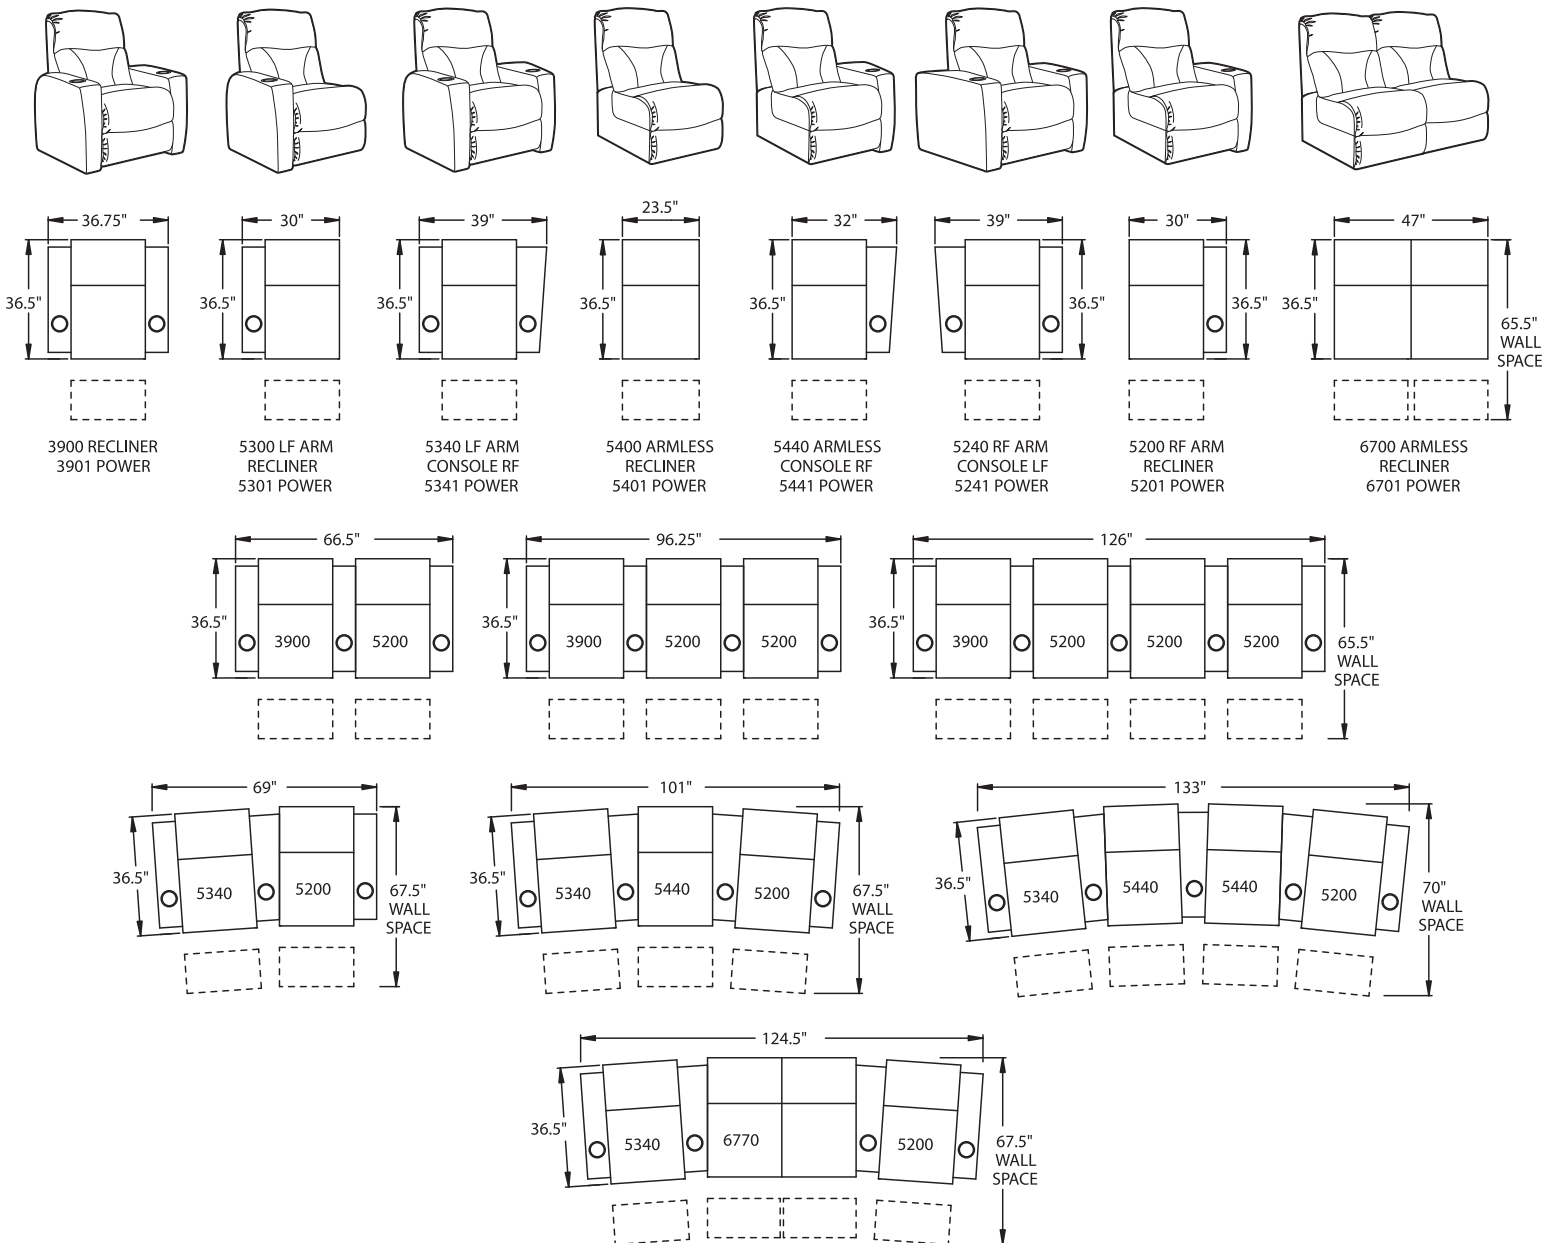 36.75"
30"
39"
23.5"
32"
39"
30"
47"
36.5"
36.5"
36.5"
36.5"
36.5"
36.5"
36.5"
36.5"
65.5"
WALL
SPACE
3900 RECLINER
3901 POWER
5300 LF ARM
RECLINER
5301 POWER
5340 LF ARM
CONSOLE RF
5341 POWER
5400 ARMLESS
RECLINER
5401 POWER
5440 ARMLESS
CONSOLE RF
5441 POWER
5240 RF ARM
CONSOLE LF
5241 POWER
5200 RF ARM
RECLINER
5201 POWER
6700 ARMLESS
RECLINER
6701 POWER
66.5"
96.25"
126"
36.5"
3900
5200
36.5"
3900
5200
5200
36.5"
3900
5200
5200
5200
65.5"
WALL
SPACE
69"
101"
133"
36.5"
5340
5200
67.5"
WALL
SPACE
36.5"
5340
5440
5200
67.5"
WALL
SPACE
36.5"
5340
5440
5440
5200
70"
WALL
SPACE
124.5"
36.5"
5340
6770
5200
67.5"
WALL
SPACE